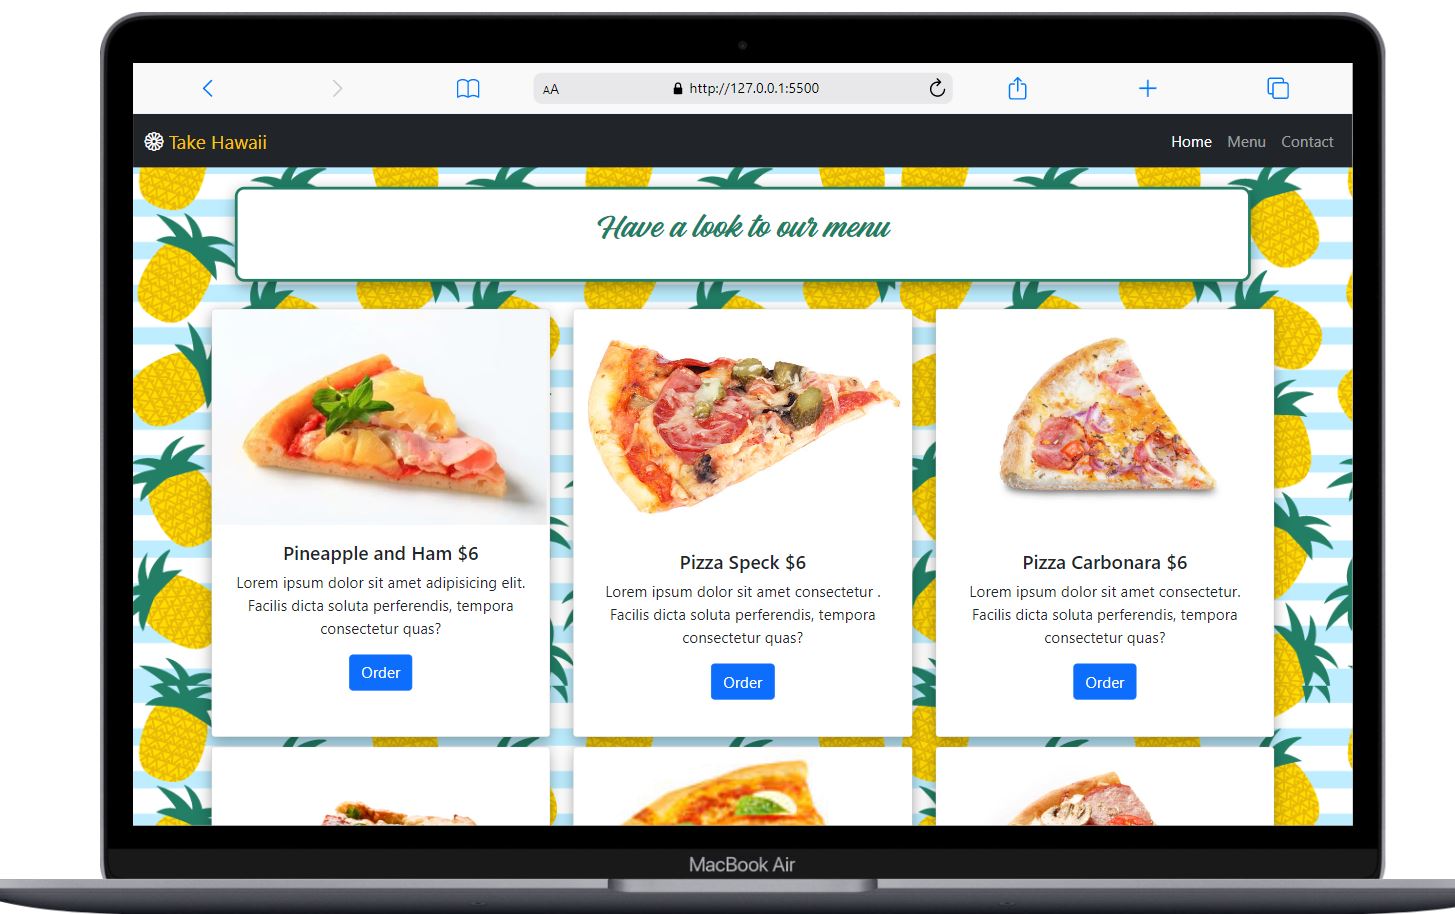 AA http://127.0.0.1:5500
Take Hawaii Home Menu Contact
Have a look to our menu
Pineapple and Ham $6
Lorem ipsum dolor sit amet adipisicing elit.
Facilis dicta soluta perferendis, tempora
consectetur quas?
Order
Pizza Speck $6
Lorem ipsum dolor sit amet consectetur .
Facilis dicta soluta perferendis, tempora
consectetur quas?
Order
Pizza Carbonara $6
Lorem ipsum dolor sit amet consectetur.
Facilis dicta soluta perferendis, tempora
consectetur quas?
Order
MacBook Air